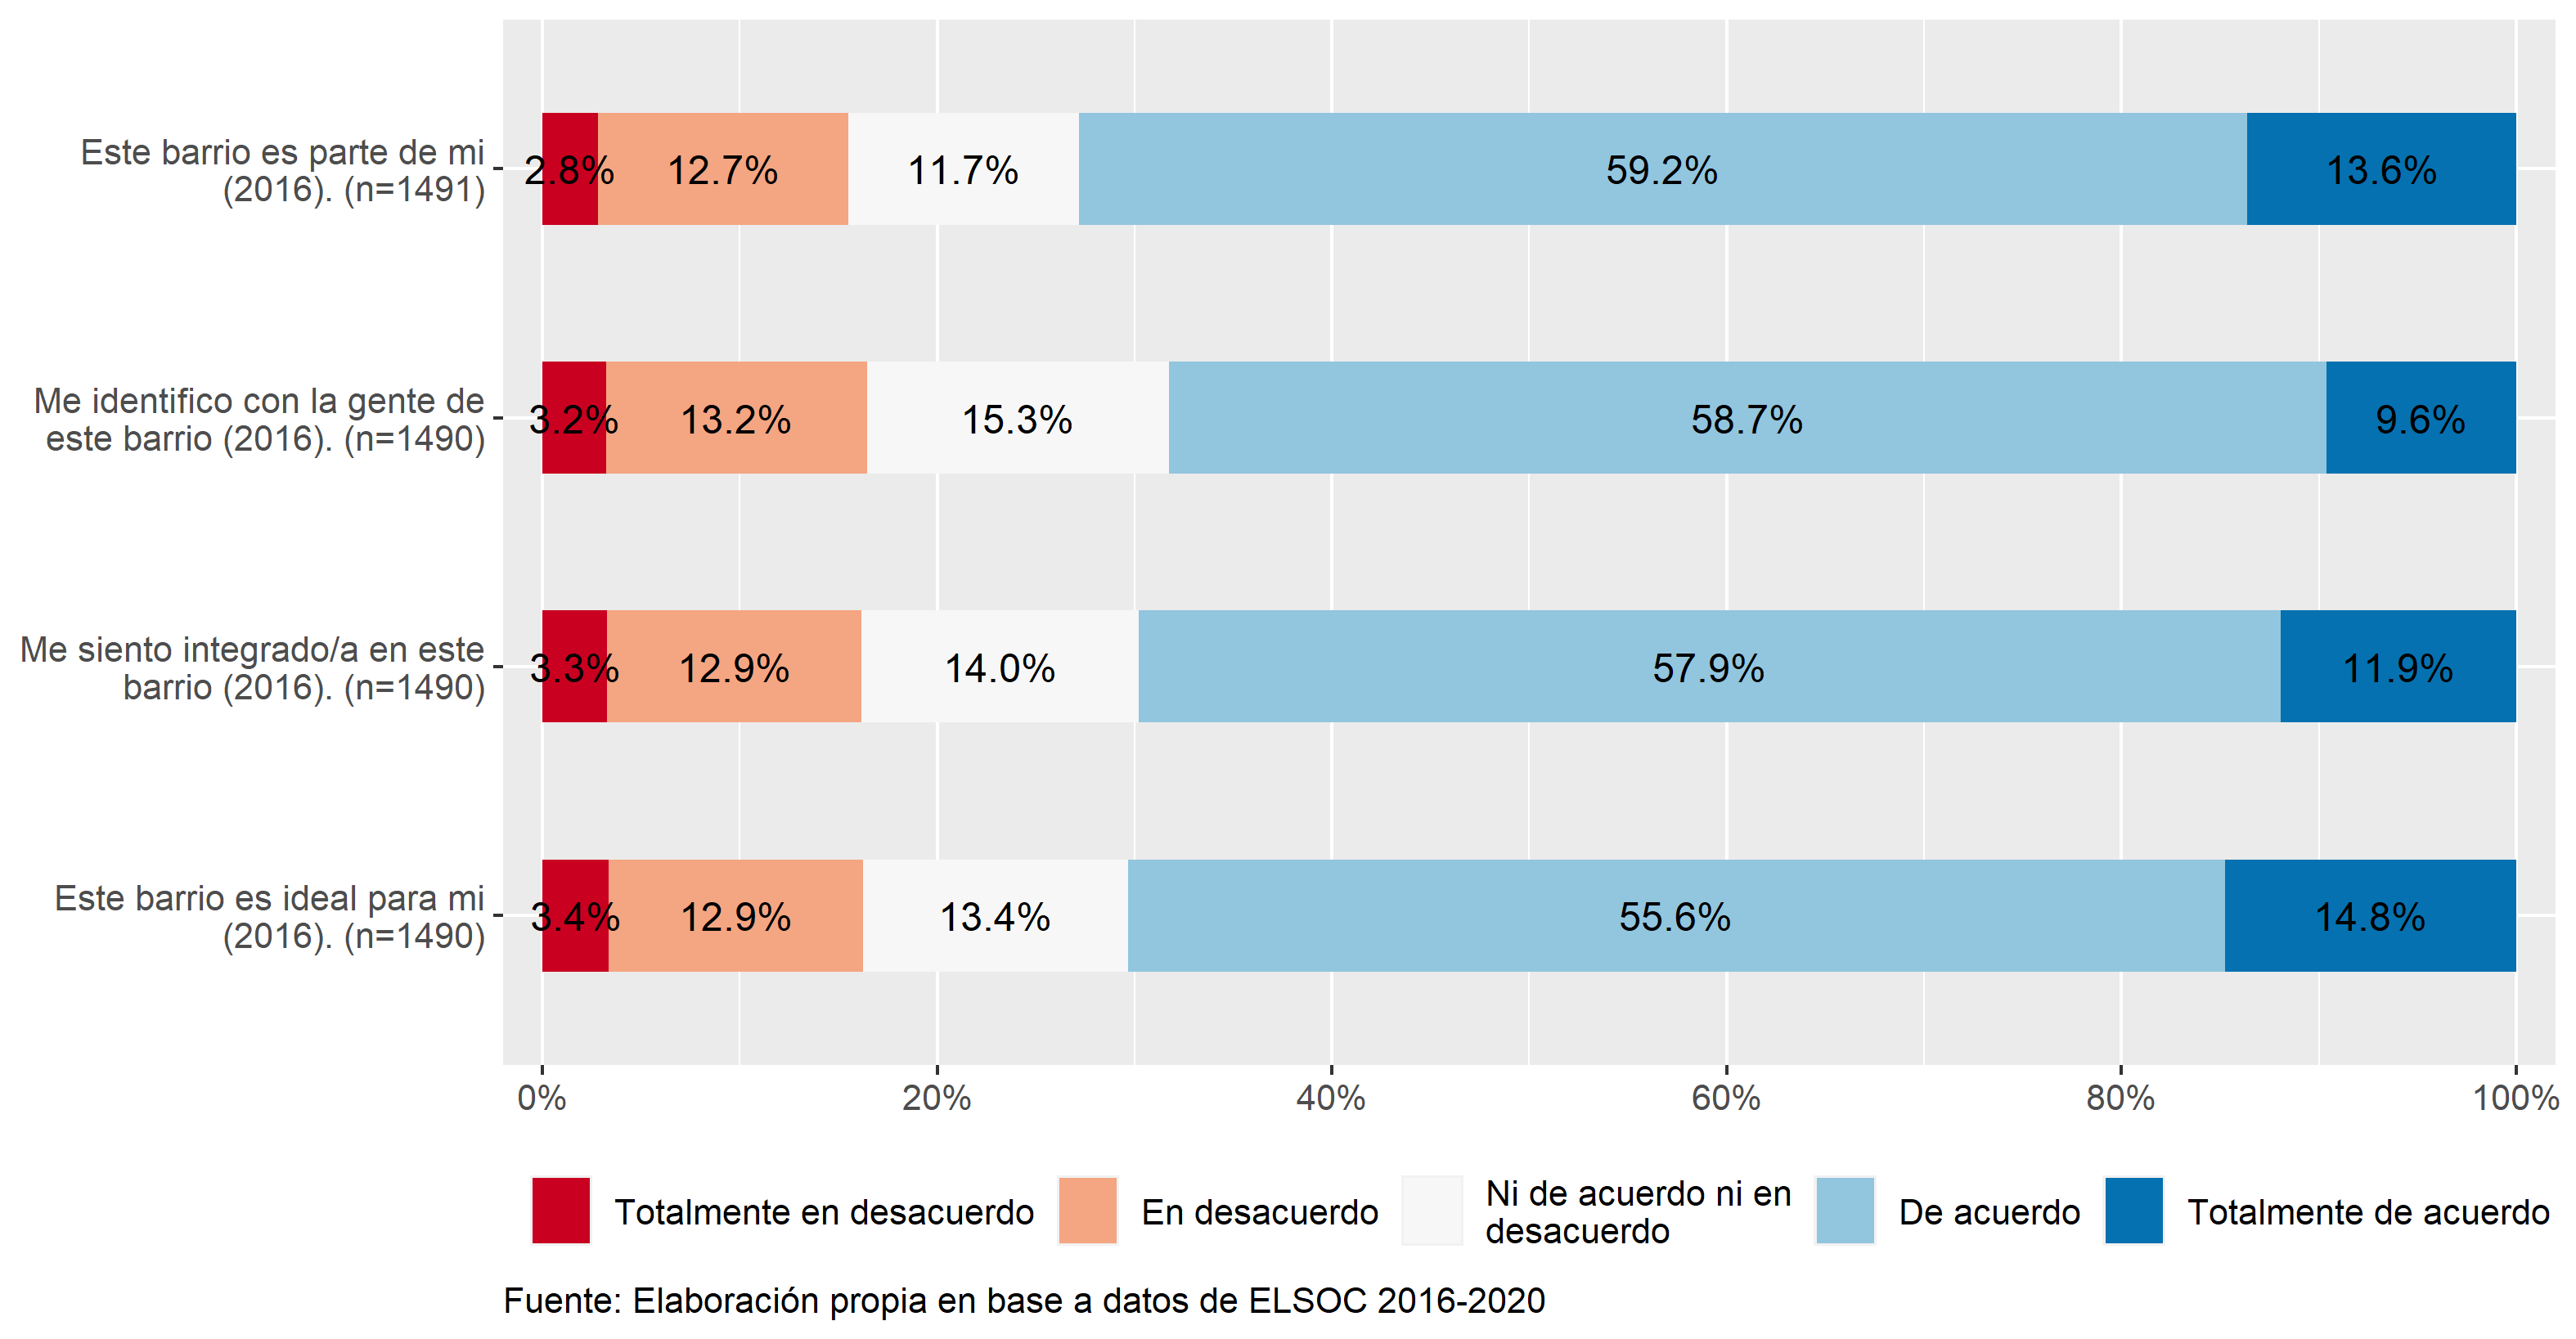 Este barrio es parte de mi
(2016). (n=1491)
2.8% 12.7% 11.7% 59.2% 13.6%
Me identifico con la gente de
este barrio (2016). (n=1490)
3.2% 13.2% 15.3% 58.7% 9.6%
Me siento integrado/a en este
barrio (2016). (n=1490)
3.3% 12.9% 14.0% 57.9% 11.9%
Este barrio es ideal para mi
(2016). (n=1490)
3.4% 12.9% 13.4% 55.6% 14.8%
0% 20% 40% 60% 80% 100%
Totalmente en desacuerdo
En desacuerdo
Ni de acuerdo ni en
desacuerdo
De acuerdo
Totalmente de acuerdo
Fuente: Elaboración propia en base a datos de ELSOC 2016-2020